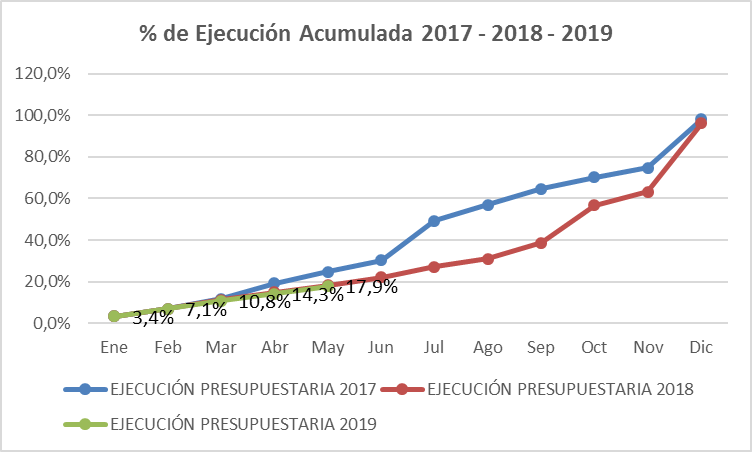 % de Ejecución Acumulada 2017 - 2018 - 2019
120,0%
100,0%
80,0%
60,0%
40,0%
20,0%
0,0%
3,4% 7,1% 10,8% 14,3% 17,9%
Ene Feb Mar Abr May Jun Jul Ago Sep Oct Nov Dic
EJECUCIÓN PRESUPUESTARIA 2017 EJECUCIÓN PRESUPUESTARIA 2018
EJECUCIÓN PRESUPUESTARIA 2019